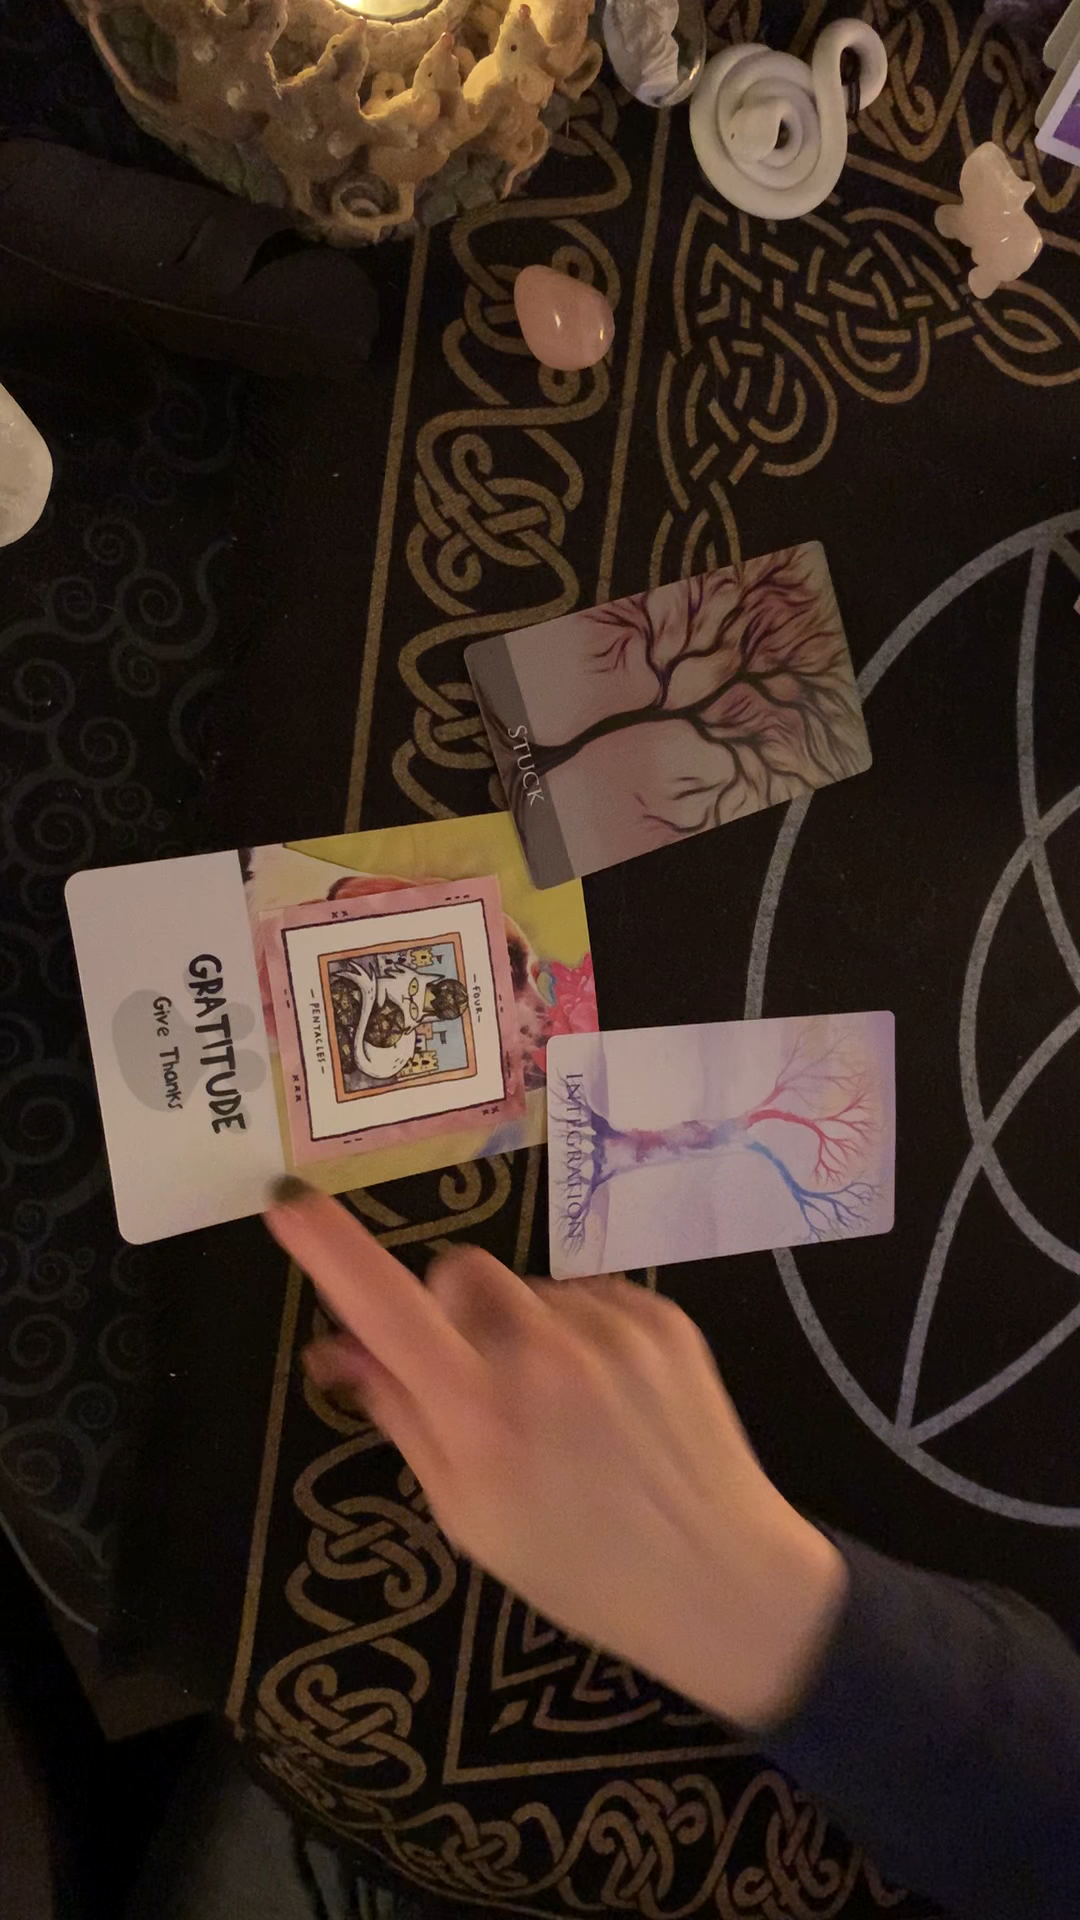 STUCK
GRATITUDE
Give Thanks
-FOUR-
-PENTACLES-
INTEGRATION